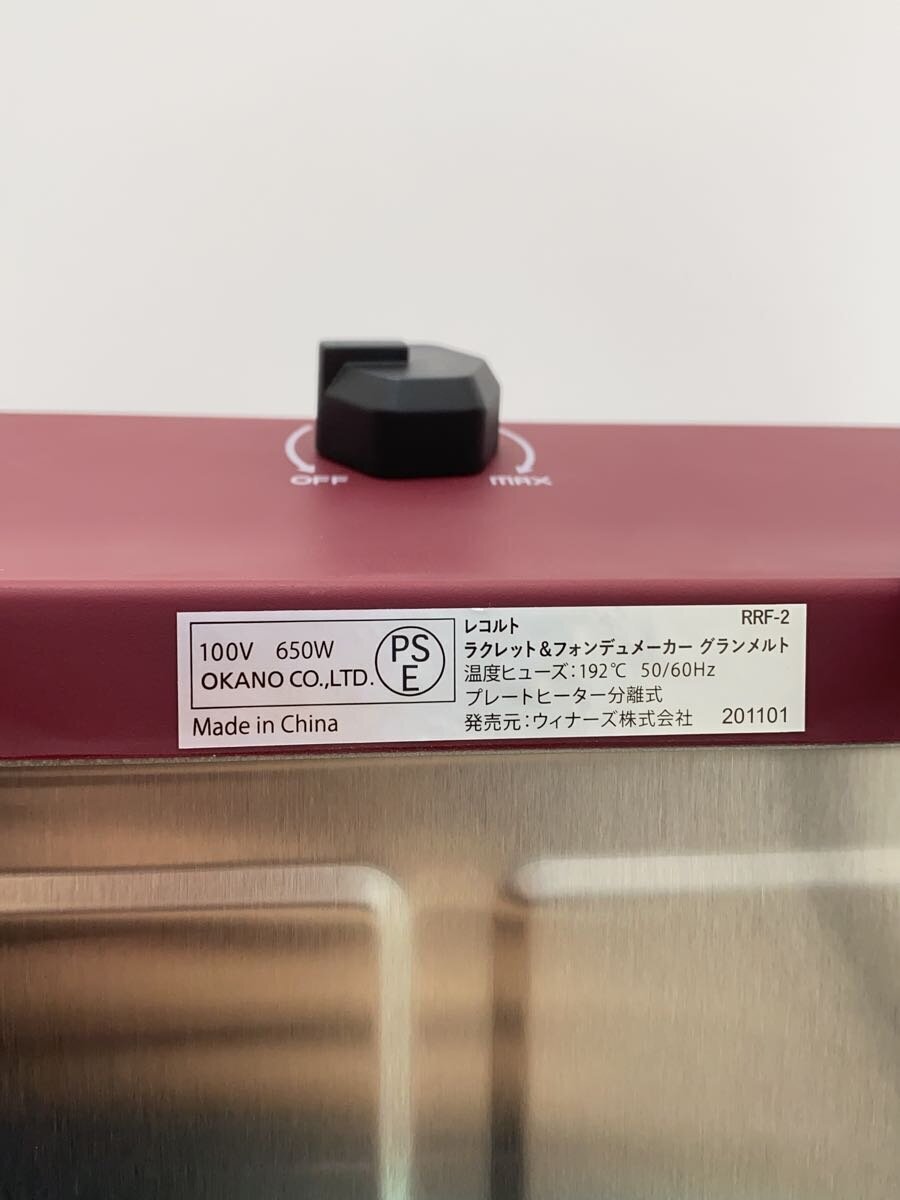 OFF
MAX
100V 650W
OKANO CO.,LTD.
PS
E
Made in China
RRF-2
レコルト
ラクレット&フォンデュメーカー グランメルト
温度ヒューズ:192℃ 50/60Hz
プレートヒーター分離式
発売元:ウィナーズ株式会社 201101